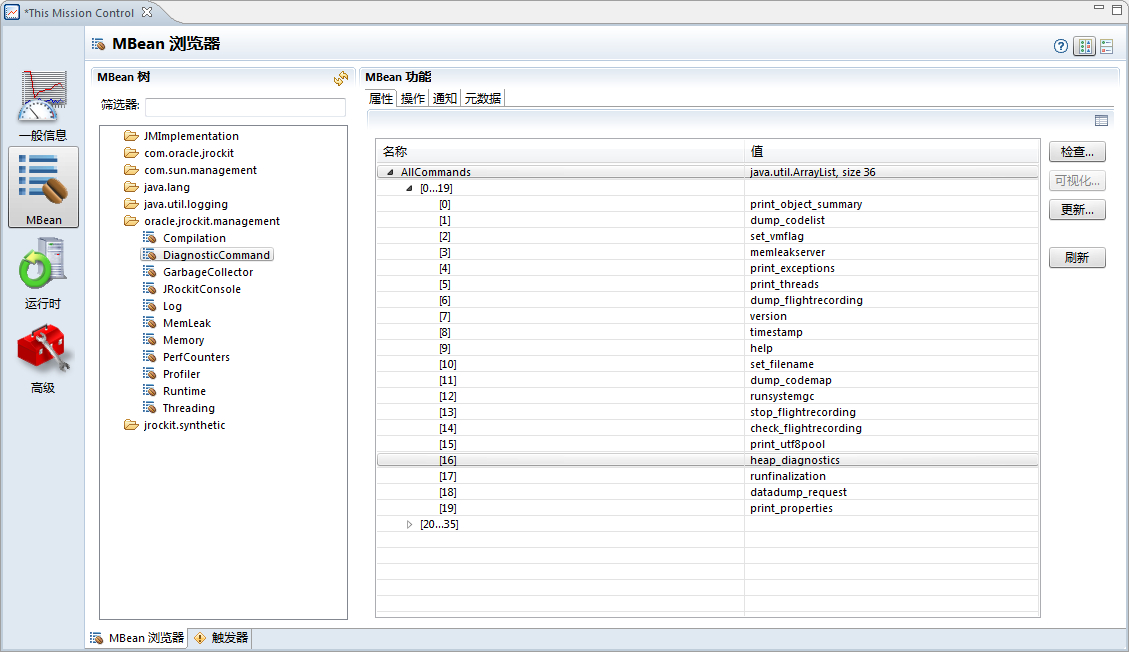 *This Mission Control
MBean 浏览器
一般信息
MBean
运行时
高级
MBean 树
筛选器:
JMImplementation
com.oracle.jrockit
com.sun.management
java.lang
java.util.logging
oracle.jrockit.management
Compilation
DiagnosticCommand
GarbageCollector
JRockitConsole
Log
MemLeak
Memory
PerfCounters
Profiler
Runtime
Threading
jrockit.synthetic
MBean 功能
属性 操作 通知 元数据
名称 值
AllCommands java.util.ArrayList, size 36
[0...19]
[0] print_object_summary
[1] dump_codelist
[2] set_vmflag
[3] memleakserver
[4] print_exceptions
[5] print_threads
[6] dump_flightrecording
[7] version
[8] timestamp
[9] help
[10] set_filename
[11] dump_codemap
[12] runsystemgc
[13] stop_flightrecording
[14] check_flightrecording
[15] print_utf8pool
[16] heap_diagnostics
[17] runfinalization
[18] datadump_request
[19] print_properties
[20...35]
检查...
可视化...
更新...
刷新
MBean 浏览器 触发器